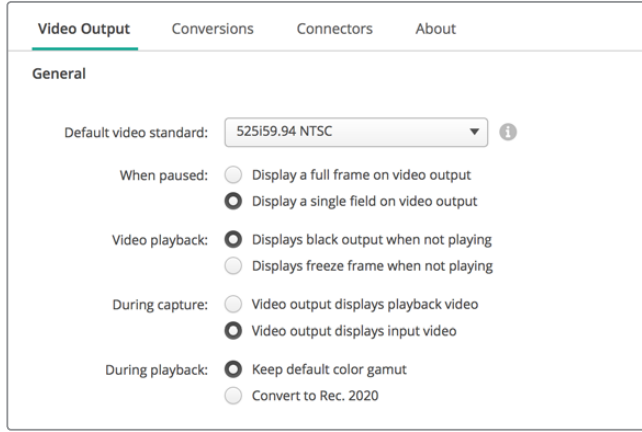 Video Output Conversions Connectors About
General
Default video standard: 525i59.94 NTSC
When paused: Display a full frame on video output
Display a single field on video output
Video playback: Displays black output when not playing
Displays freeze frame when not playing
During capture: Video output displays playback video
Video output displays input video
During playback: Keep default color gamut
Convert to Rec. 2020